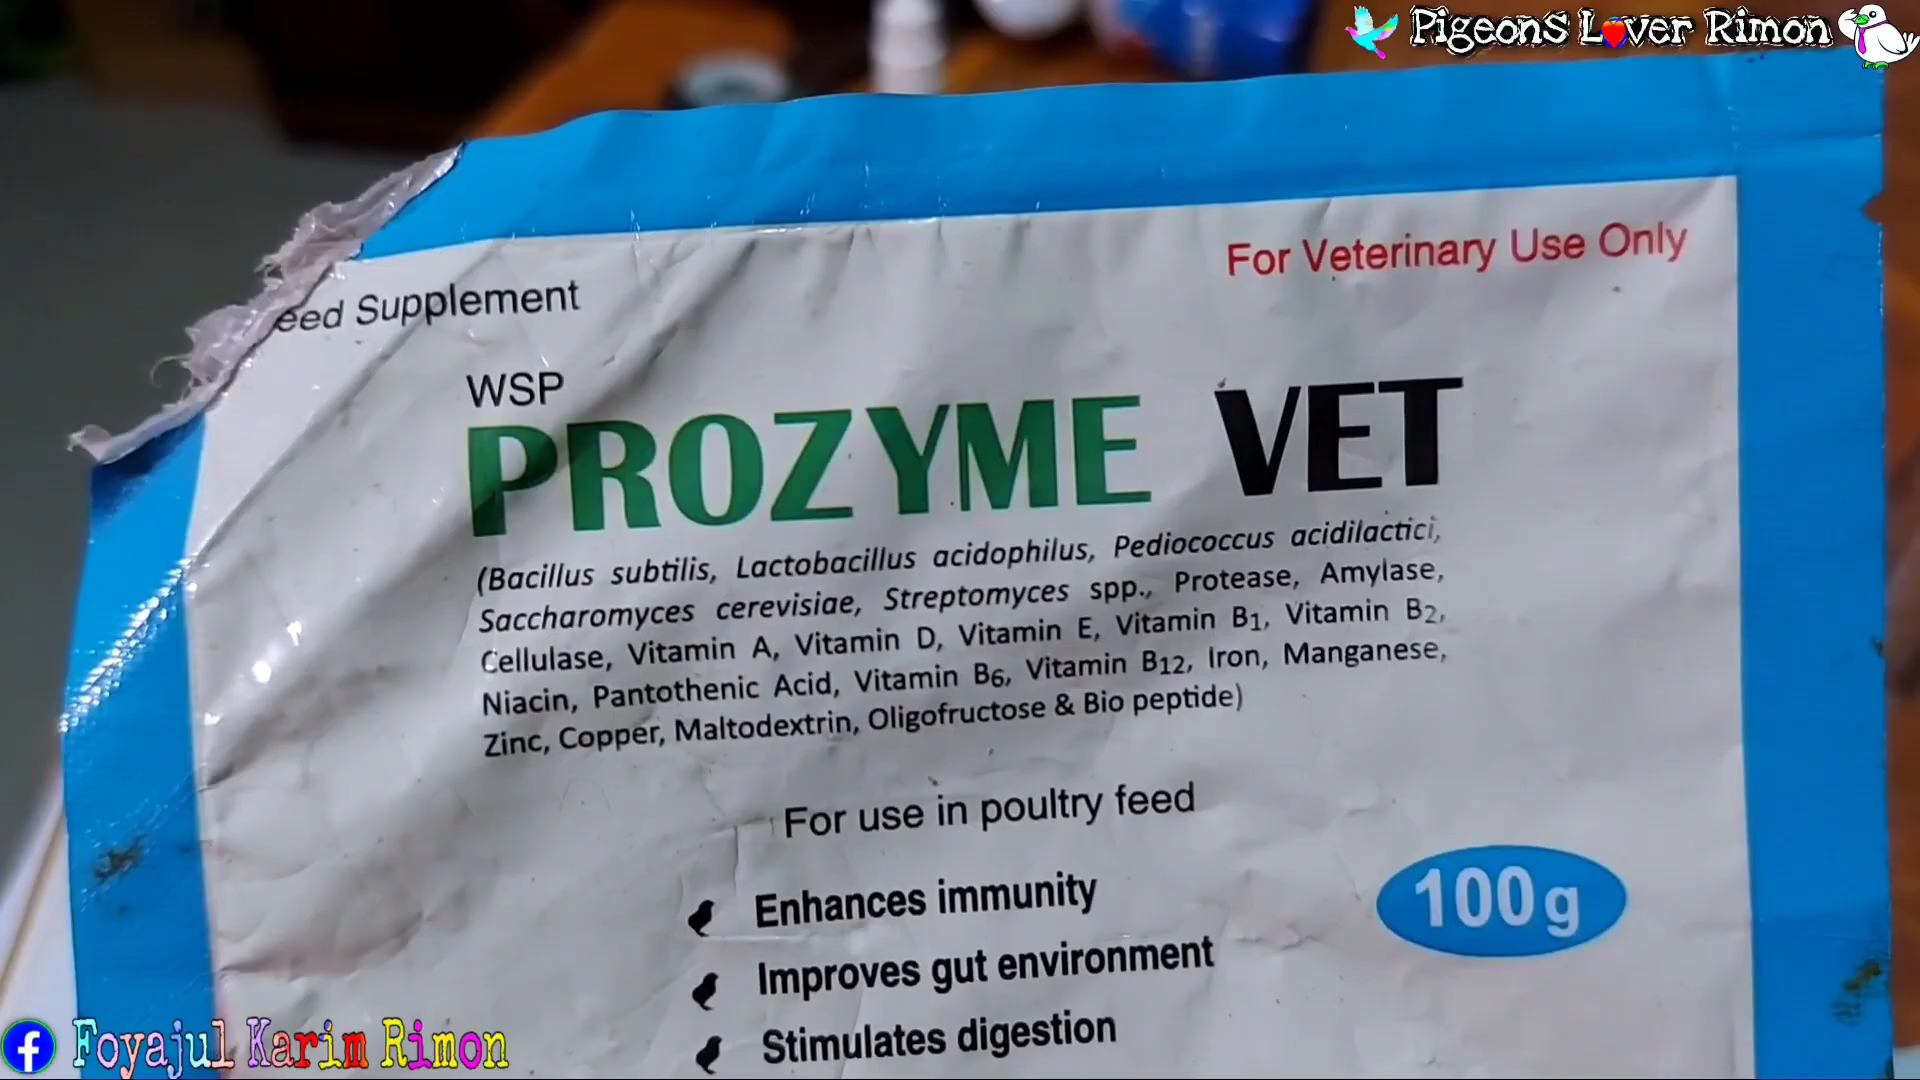 Pigeons Lover Rimon
For Veterinary Use Only
eed Supplement
WSP
PROZYME VET
(Bacillus subtilis, Lactobacillus acidophilus, Pediococcus acidilactici,
Saccharomyces cerevisiae, Streptomyces spp., Protease, Amylase,
Cellulase, Vitamin A, Vitamin D, Vitamin E, Vitamin B1, Vitamin B2,
Niacin, Pantothenic Acid, Vitamin B6, Vitamin B12, Iron, Manganese,
Zinc, Copper, Maltodextrin, Oligofructose & Bio peptide)
For use in poultry feed
Enhances immunity
100g
Improves gut environment
Stimulates digestion
Foyajul Karim Rimon